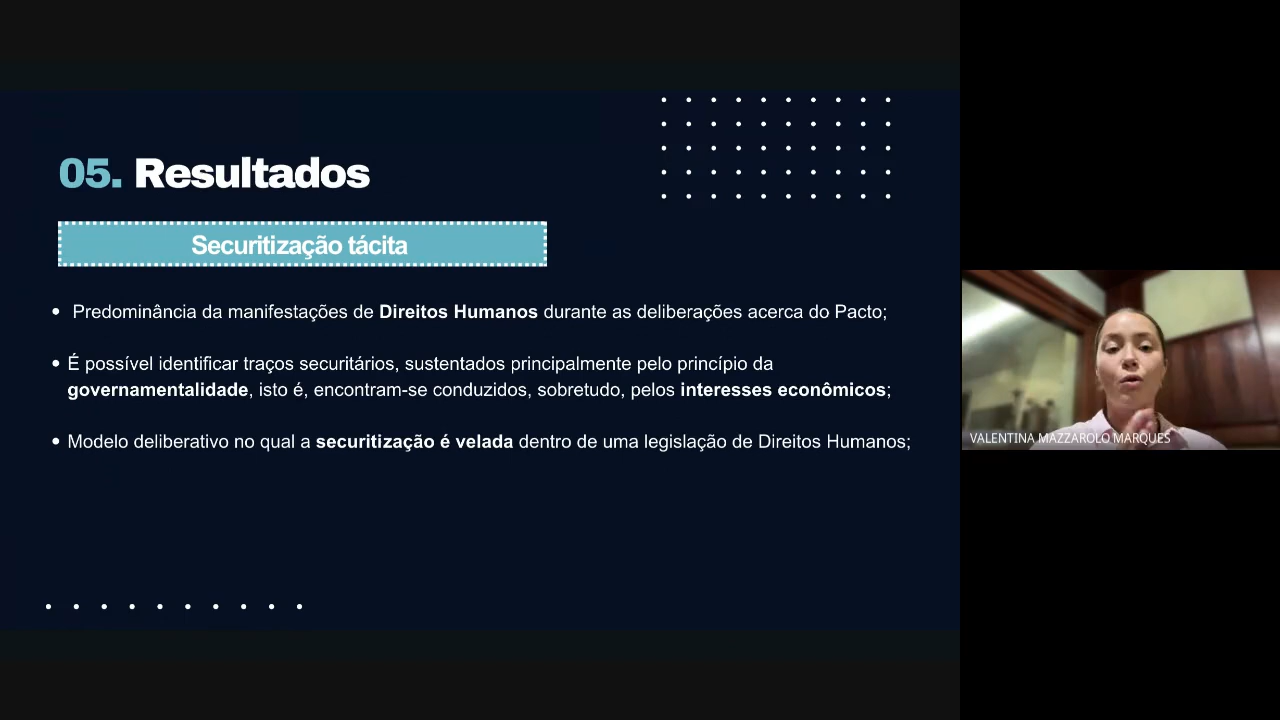 05. Resultados
Securitização tácita
• Predominância da manifestações de Direitos Humanos durante as deliberações acerca do Pacto;
• É possível identificar traços securitários, sustentados principalmente pelo princípio da
governamentalidade, isto é, encontram-se conduzidos, sobretudo, pelos interesses econômicos;
• Modelo deliberativo no qual a securitização é velada dentro de uma legislação de Direitos Humanos;
VALENTINA MAZZAROLO MARQUES